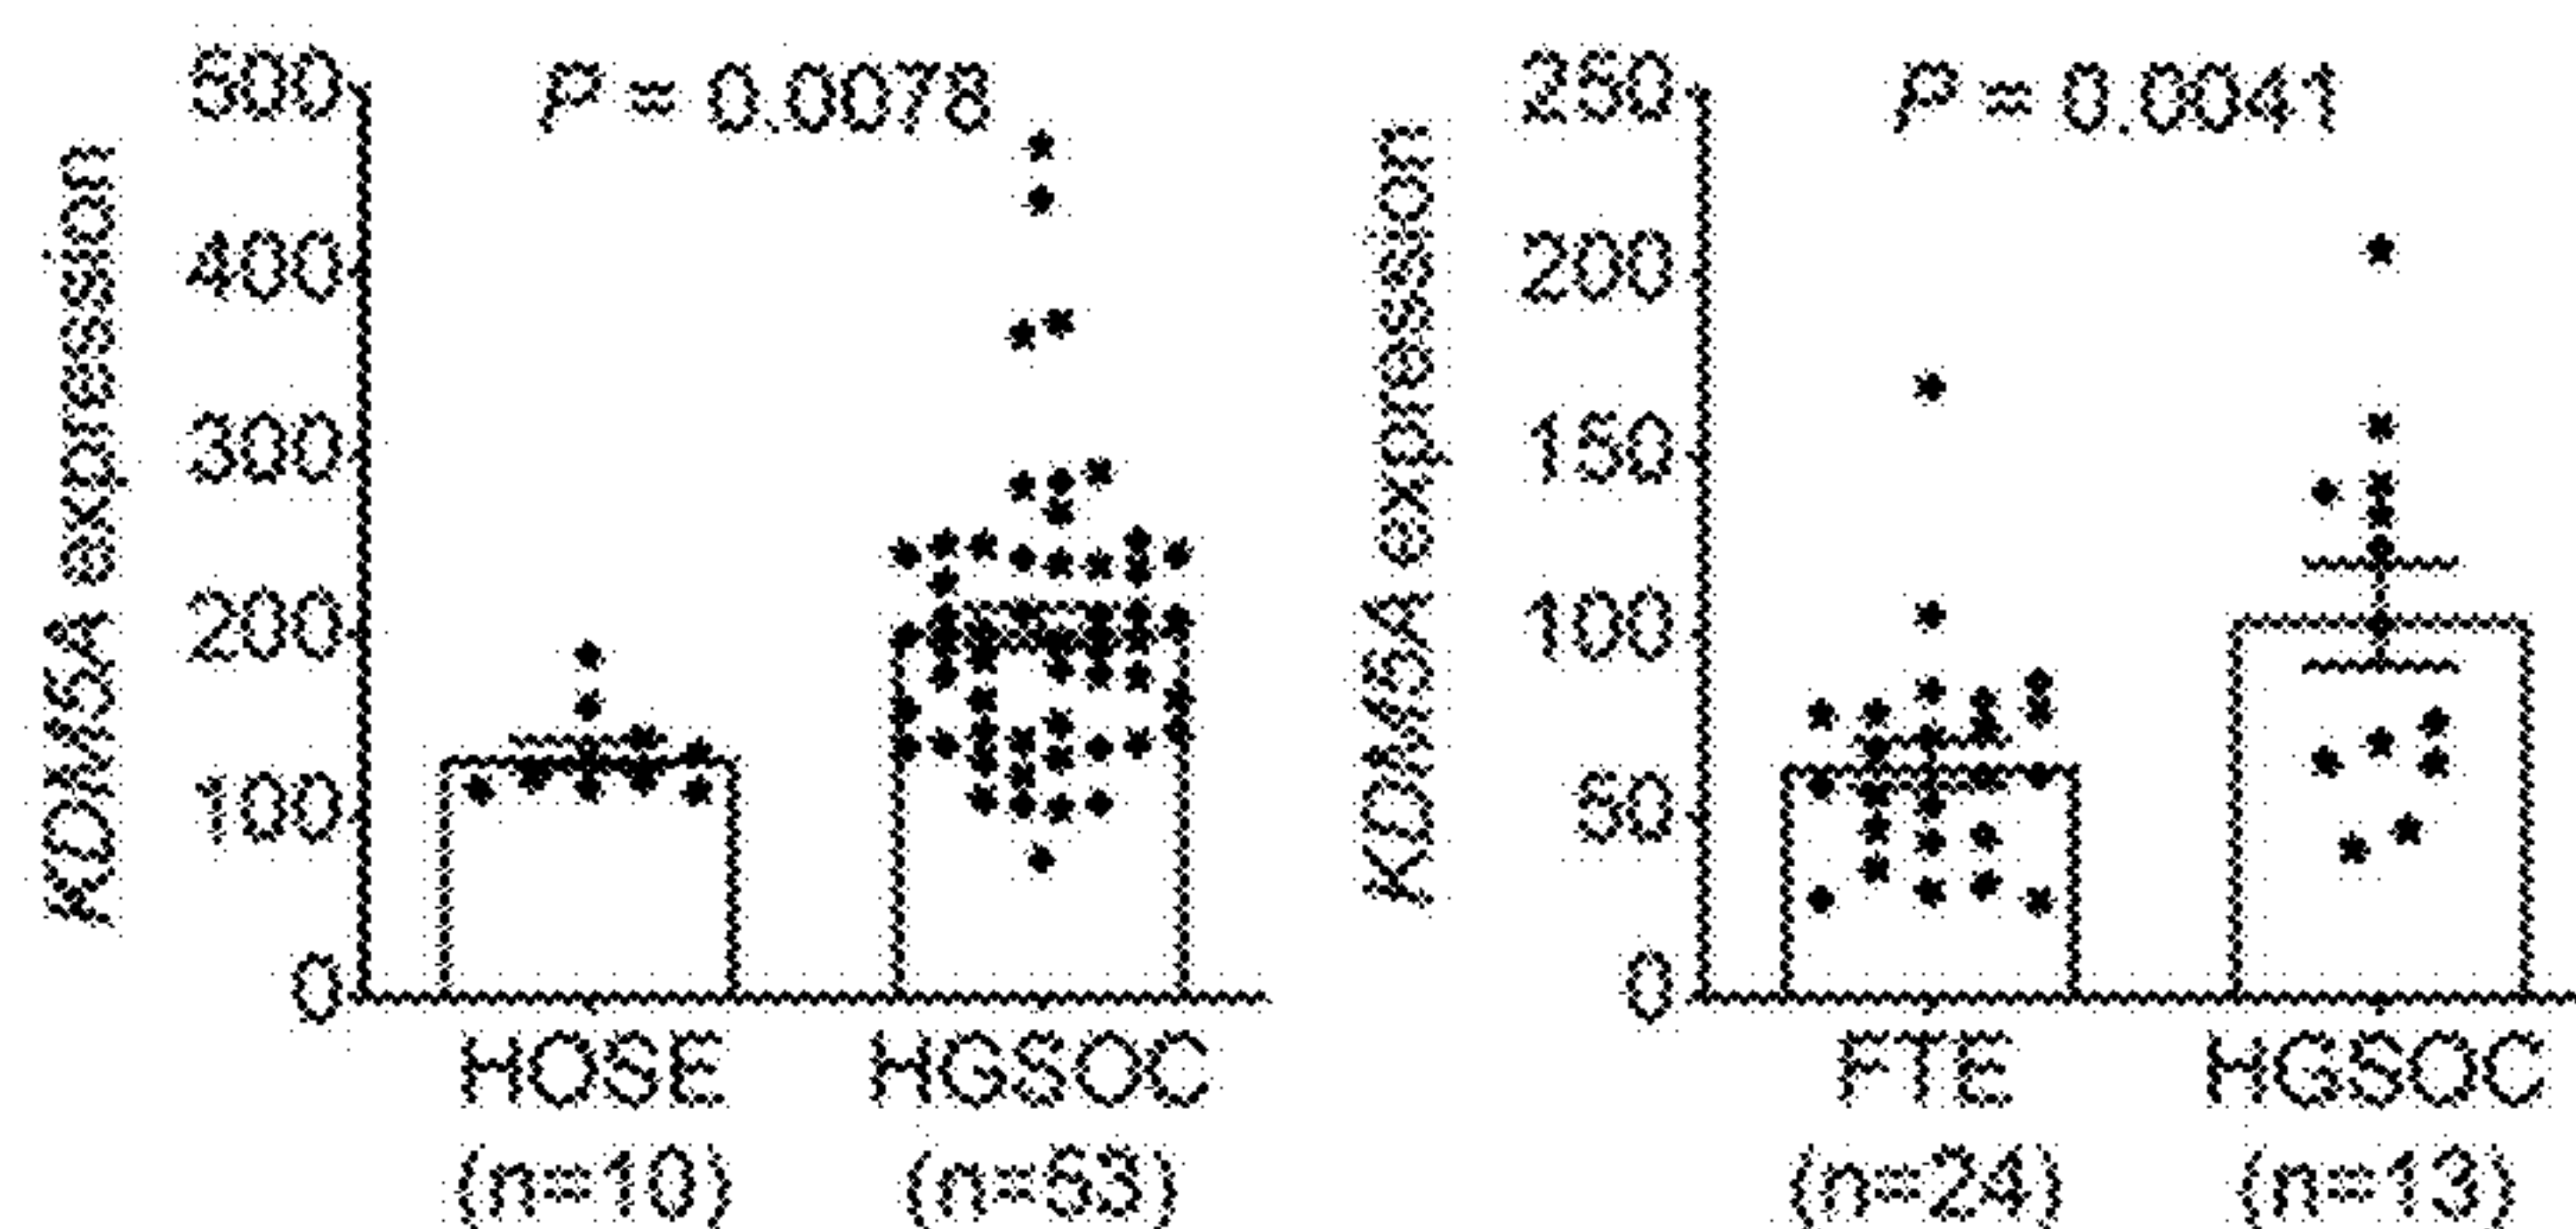 P = 0.0078
KDM5A expression
500
400
300
200
100
0
HOSE
HGSOC
(n=10)
(n=53)
P = 0.0041
KDM5A expression
250
200
150
100
50
0
FTE
HGSOC
(n=24)
(n=13)